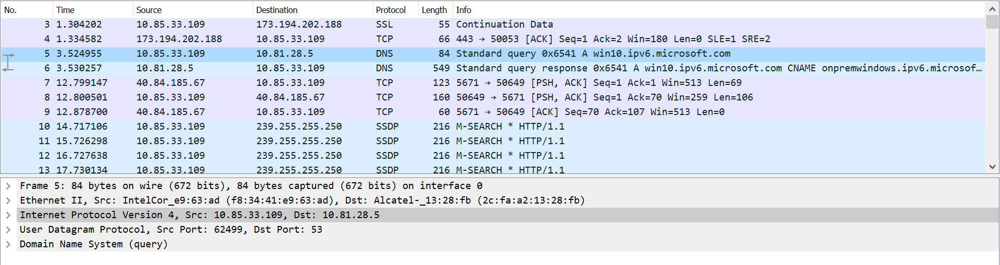 No. Time Source Destination Protocol Length Info
3 1.304202 10.85.33.109 173.194.202.188 SSL 55 Continuation Data
4 1.334582 173.194.202.188 10.85.33.109 TCP 66 443 → 50053 [ACK] Seq=1 Ack=2 Win=180 Len=0 SLE=1 SRE=2
5 3.524955 10.85.33.109 10.81.28.5 DNS 84 Standard query 0x6541 A win10.ipv6.microsoft.com
6 3.530257 10.81.28.5 10.85.33.109 DNS 549 Standard query response 0x6541 A win10.ipv6.microsoft.com CNAME onpremwindows.ipv6.microsof…
7 12.799147 40.84.185.67 10.85.33.109 TCP 123 5671 → 50649 [PSH, ACK] Seq=1 Ack=1 Win=513 Len=69
8 12.800501 10.85.33.109 40.84.185.67 TCP 160 50649 → 5671 [PSH, ACK] Seq=1 Ack=70 Win=259 Len=106
9 12.878700 40.84.185.67 10.85.33.109 TCP 60 5671 → 50649 [ACK] Seq=70 Ack=107 Win=513 Len=0
10 14.717106 10.85.33.109 239.255.255.250 SSDP 216 M-SEARCH * HTTP/1.1
11 15.726298 10.85.33.109 239.255.255.250 SSDP 216 M-SEARCH * HTTP/1.1
12 16.727638 10.85.33.109 239.255.255.250 SSDP 216 M-SEARCH * HTTP/1.1
13 17.730134 10.85.33.109 239.255.255.250 SSDP 216 M-SEARCH * HTTP/1.1
Frame 5: 84 bytes on wire (672 bits), 84 bytes captured (672 bits) on interface 0
Ethernet II, Src: IntelCor_e9:63:ad (f8:34:41:e9:63:ad), Dst: Alcatel-_13:28:fb (2c:fa:a2:13:28:fb)
Internet Protocol Version 4, Src: 10.85.33.109, Dst: 10.81.28.5
User Datagram Protocol, Src Port: 62499, Dst Port: 53
Domain Name System (query)